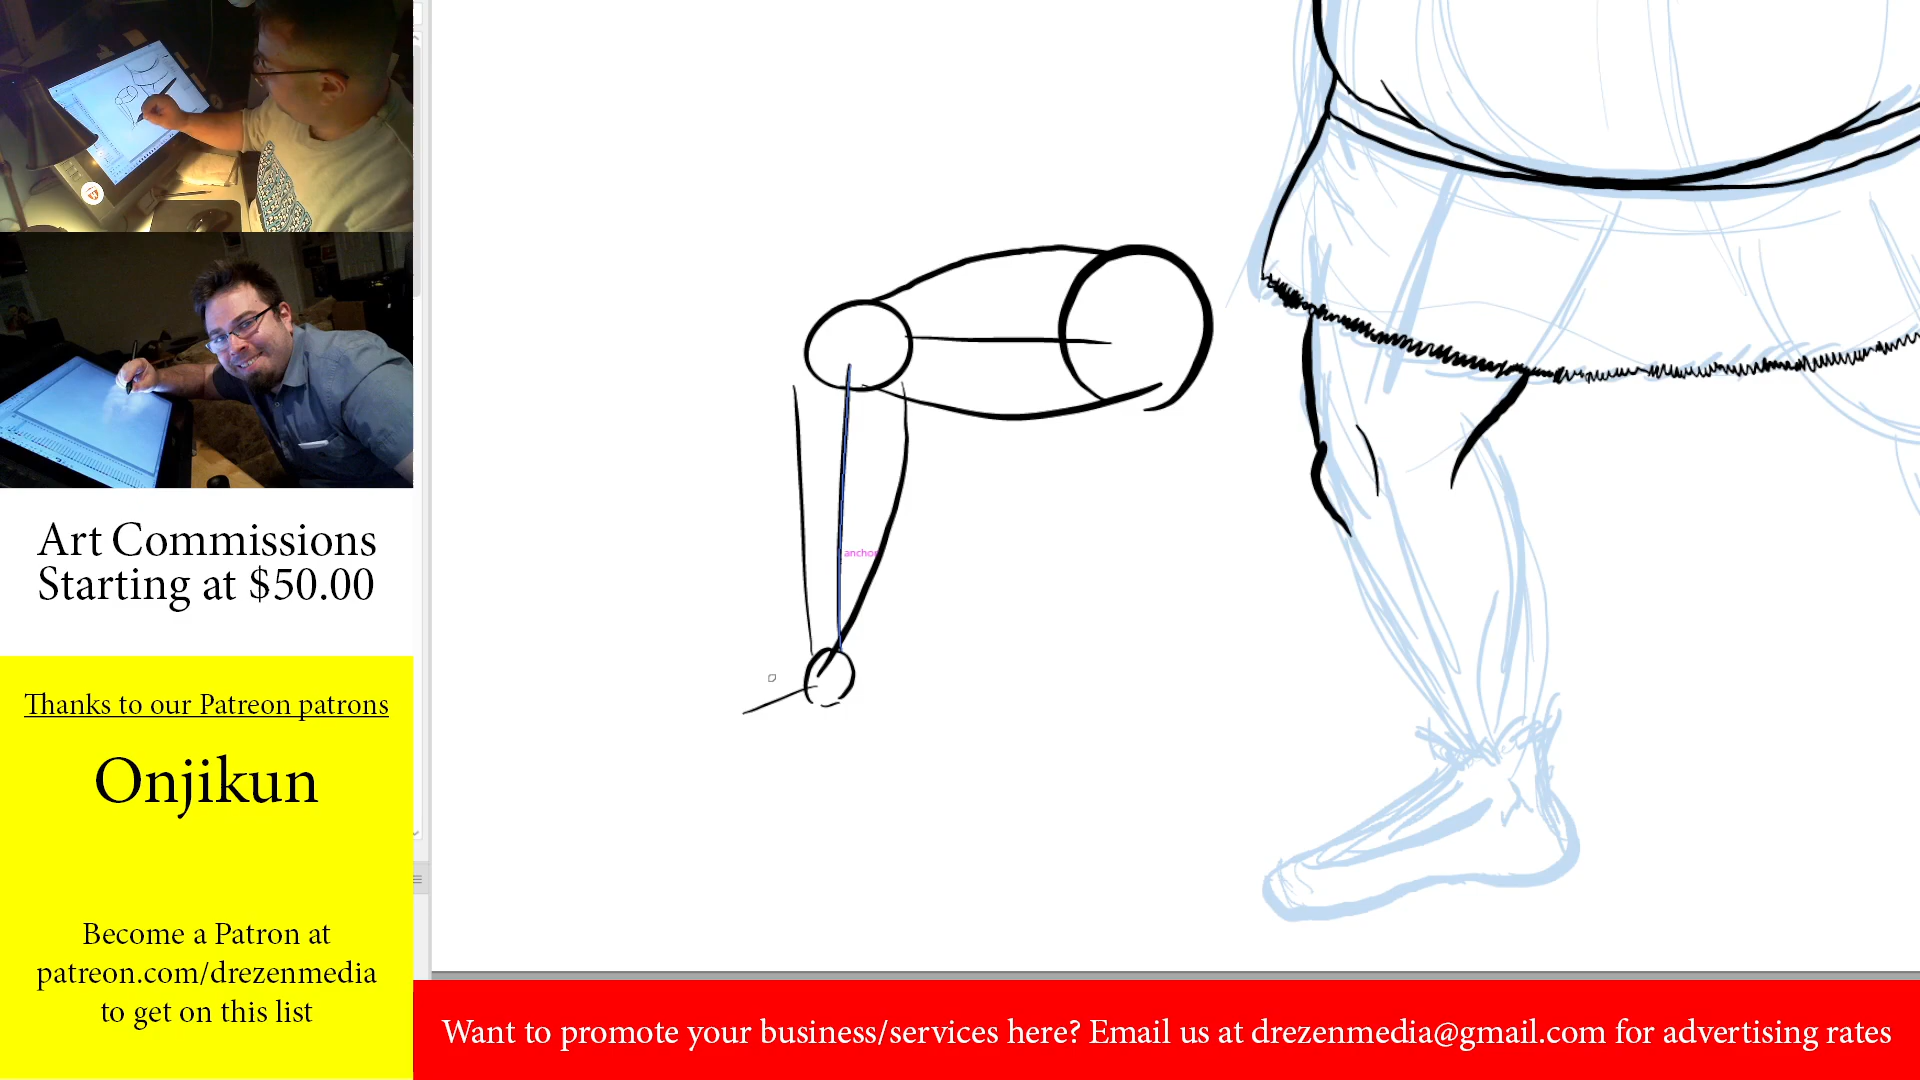 Art Commissions
Starting at $50.00
Thanks to our Patreon patrons
Onjikun
Become a Patron at
patreon.com/drezenmedia
to get on this list
anchor
Want to promote your business/services here? Email us at drezenmedia@gmail.com for advertising rates